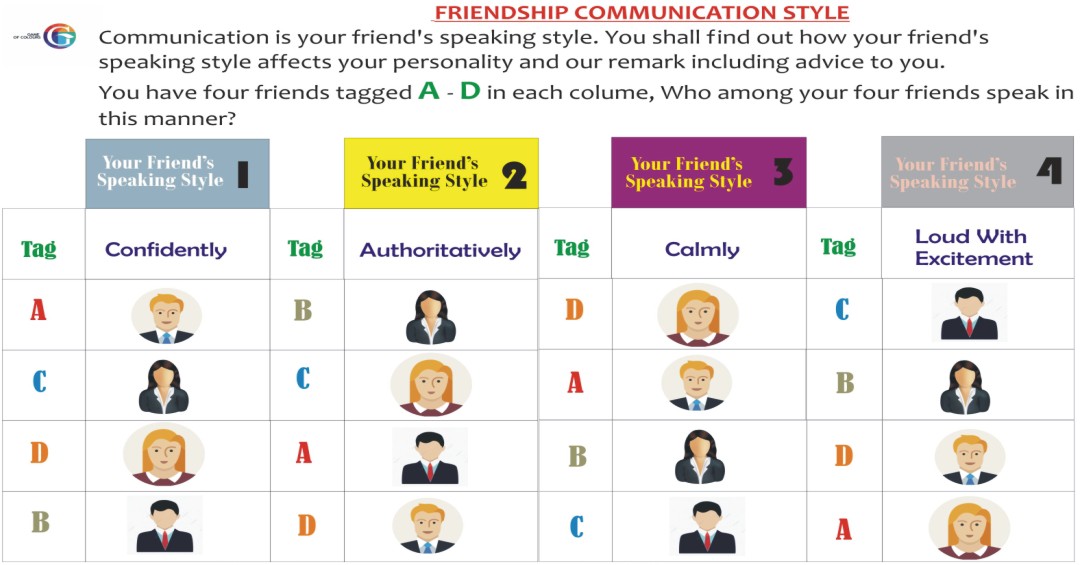 FRIENDSHIP COMMUNICATION STYLE
GAME
OF COLOURS
Communication is your friend's speaking style. You shall find out how your friend's
speaking style affects your personality and our remark including advice to you.
You have four friends tagged A - D in each colume, Who among your four friends speak in
this manner?
Your Friend's
Speaking Style 1
Your Friend's
Speaking Style 2
Your Friend's
Speaking Style 3
Your Friend's
Speaking Style 4
Tag Confidently Tag Authoritatively Tag Calmly Tag Loud With
Excitement
A B D C
C C A B
D A B D
B D C A